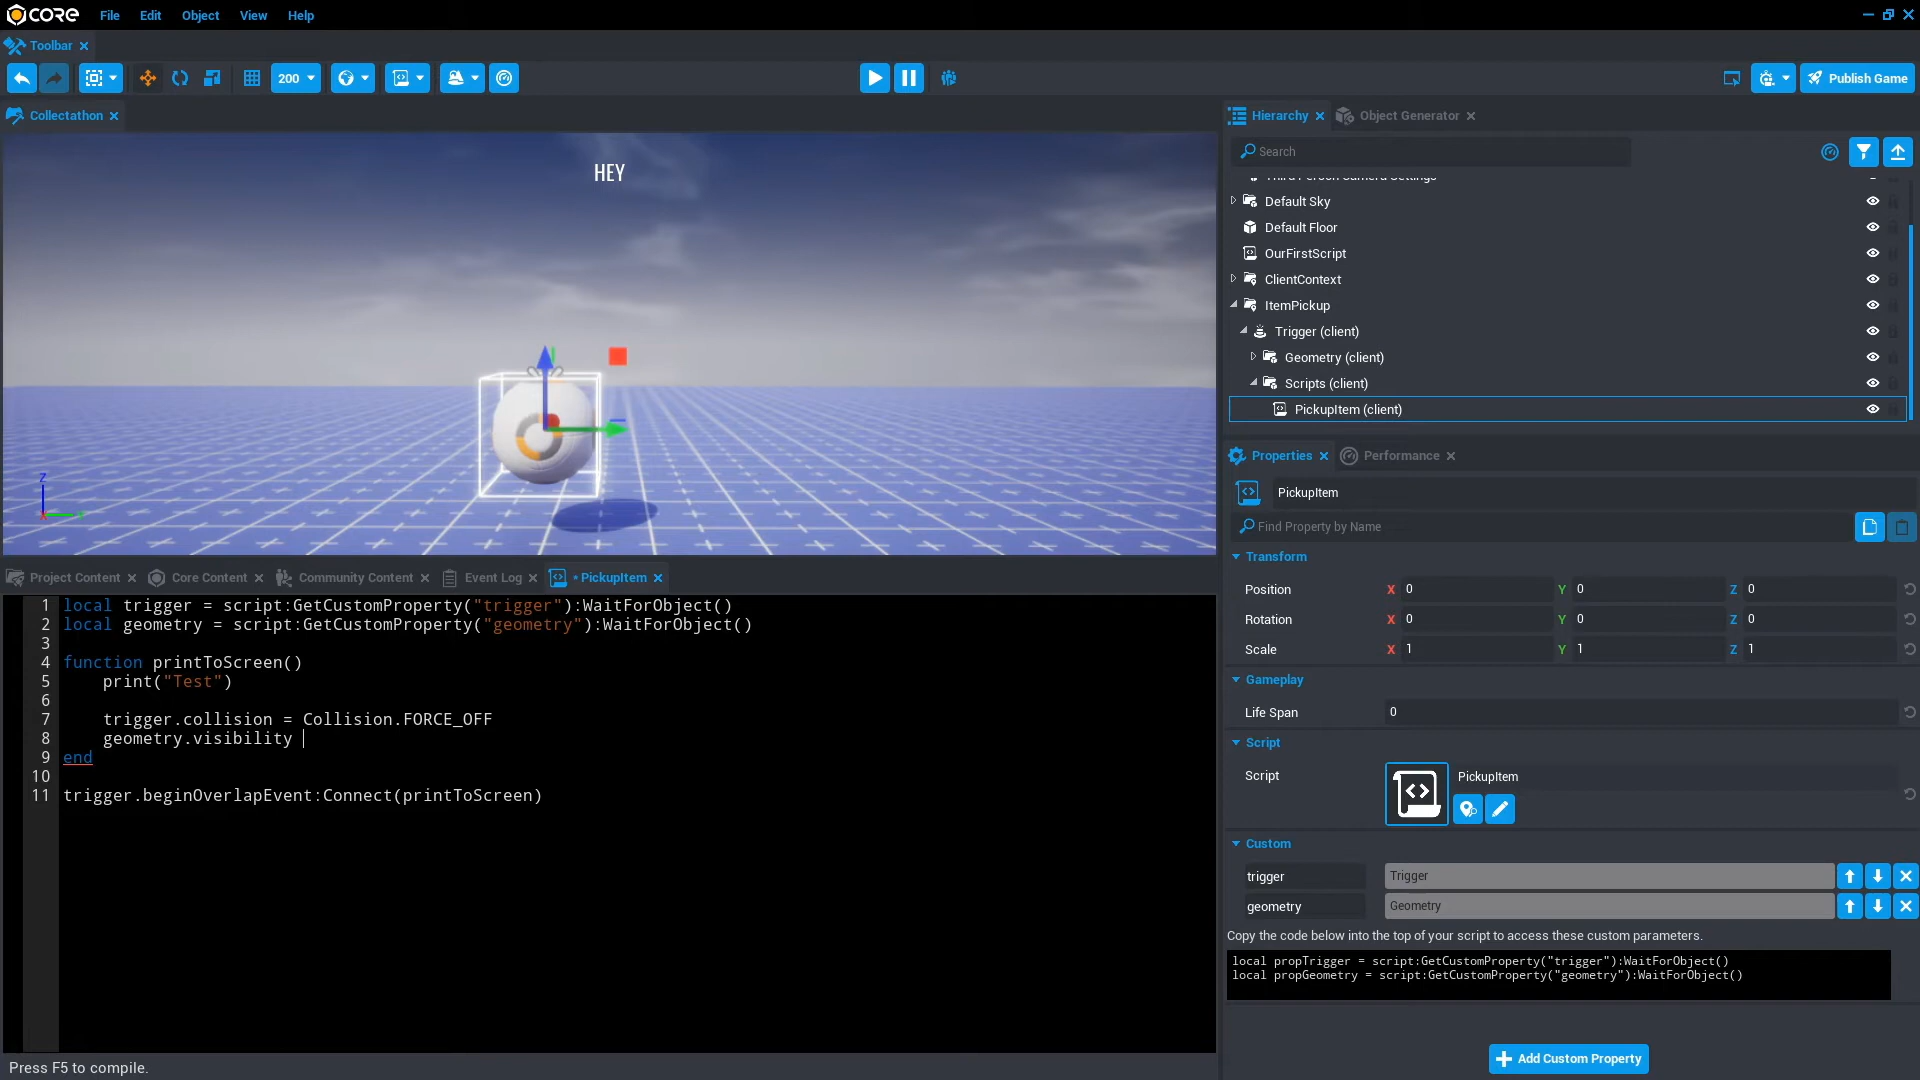 CORE File Edit Object View Help
Toolbar
200
Publish Game
Collectathon
HEY
Z
Project Content Core Content Community Content Event Log * PickupItem
1 local trigger = script:GetCustomProperty("trigger"):WaitForObject()
2 local geometry = script:GetCustomProperty("geometry"):WaitForObject()
3
4 function printToScreen()
5 print("Test")
6
7 trigger.collision = Collision.FORCE_OFF
8 geometry.visibility
9 end
10
11 trigger.beginOverlapEvent:Connect(printToScreen)
Press F5 to compile.
Hierarchy Object Generator
Search
Third Person Camera Settings
Default Sky
Default Floor
OurFirstScript
ClientContext
ItemPickup
Trigger (client)
Geometry (client)
Scripts (client)
PickupItem (client)
Properties Performance
PickupItem
Find Property by Name
Transform
Position X 0 Y 0 Z 0
Rotation X 0 Y 0 Z 0
Scale X 1 Y 1 Z 1
Gameplay
Life Span 0
Script
Script PickupItem
Custom
trigger Trigger
geometry Geometry
Copy the code below into the top of your script to access these custom parameters.
local propTrigger = script:GetCustomProperty("trigger"):WaitForObject()
local propGeometry = script:GetCustomProperty("geometry"):WaitForObject()
Add Custom Property